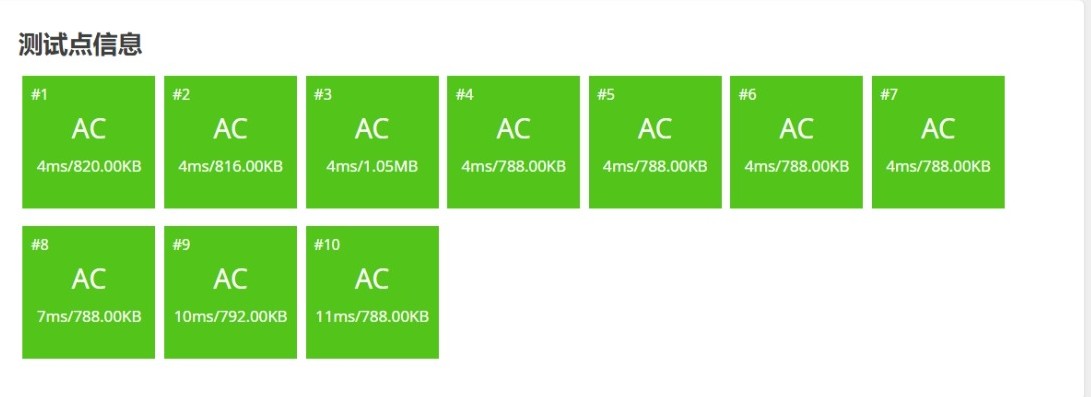 测试点信息
#1 #2 #3 #4 #5 #6 #7
AC AC AC AC AC AC AC
4ms/820.00KB 4ms/816.00KB 4ms/1.05MB 4ms/788.00KB 4ms/788.00KB 4ms/788.00KB 4ms/788.00KB
#8 #9 #10
AC AC AC
7ms/788.00KB 10ms/792.00KB 11ms/788.00KB